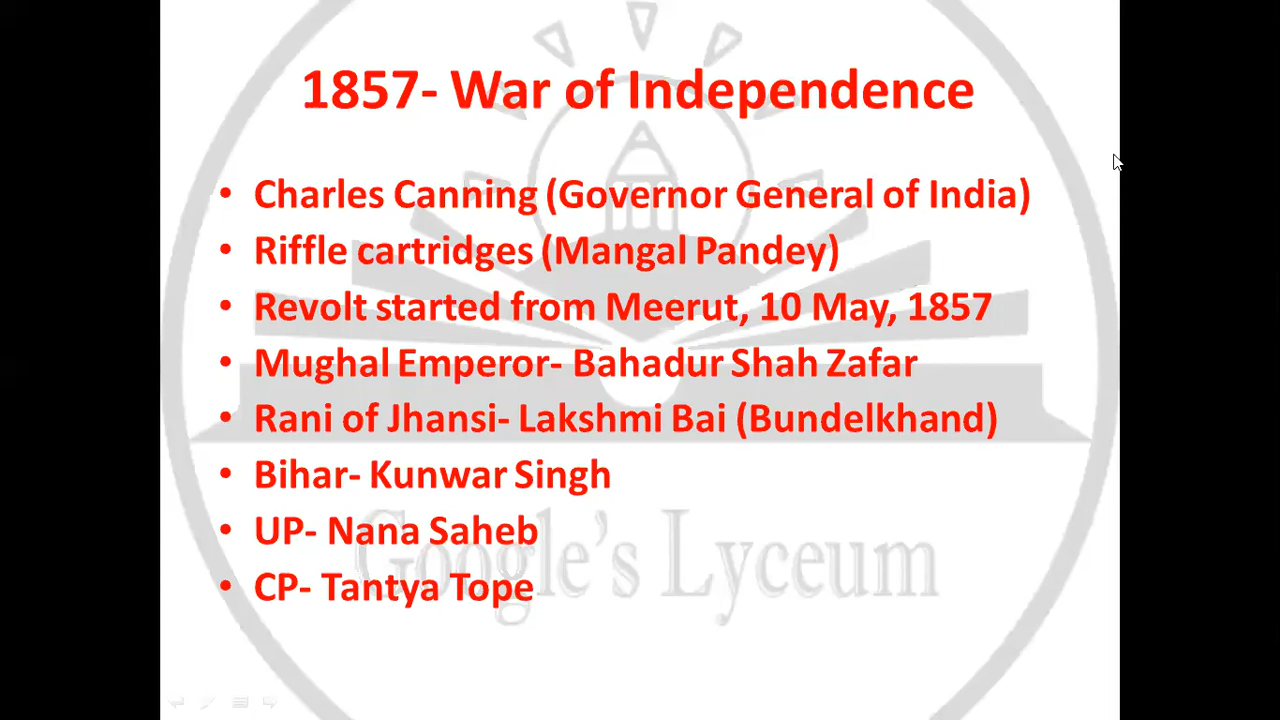 1857- War of Independence
• Charles Canning (Governor General of India)
• Riffle cartridges (Mangal Pandey)
• Revolt started from Meerut, 10 May, 1857
• Mughal Emperor- Bahadur Shah Zafar
• Rani of Jhansi- Lakshmi Bai (Bundelkhand)
• Bihar- Kunwar Singh
• UP- Nana Saheb
Google's Lyceum
• CP- Tantya Tope